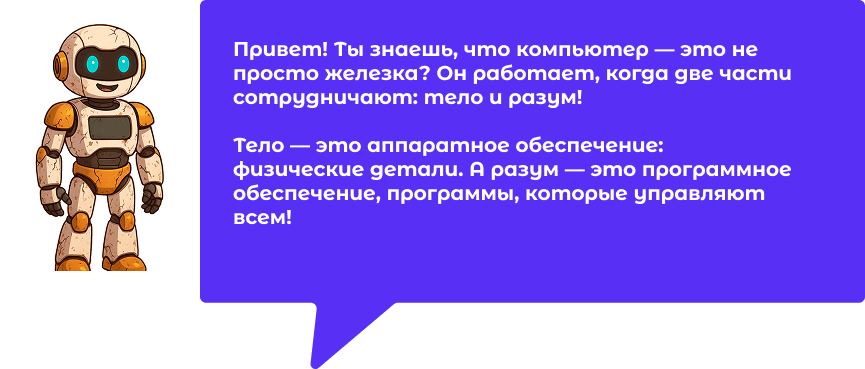 Привет! Ты знаешь, что компьютер — это не
просто железка? Он работает, когда две части
сотрудничают: тело и разум!
Тело — это аппаратное обеспечение:
физические детали. А разум — это программное
обеспечение, программы, которые управляют
всем!